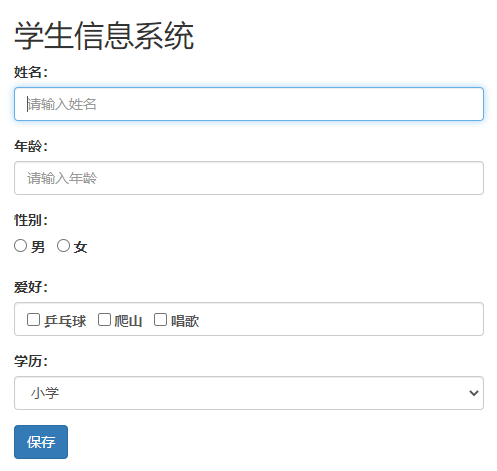 学生信息系统
姓名:
请输入姓名
年龄:
请输入年龄
性别:
男 女
爱好:
乒乓球 爬山 唱歌
学历:
小学
保存